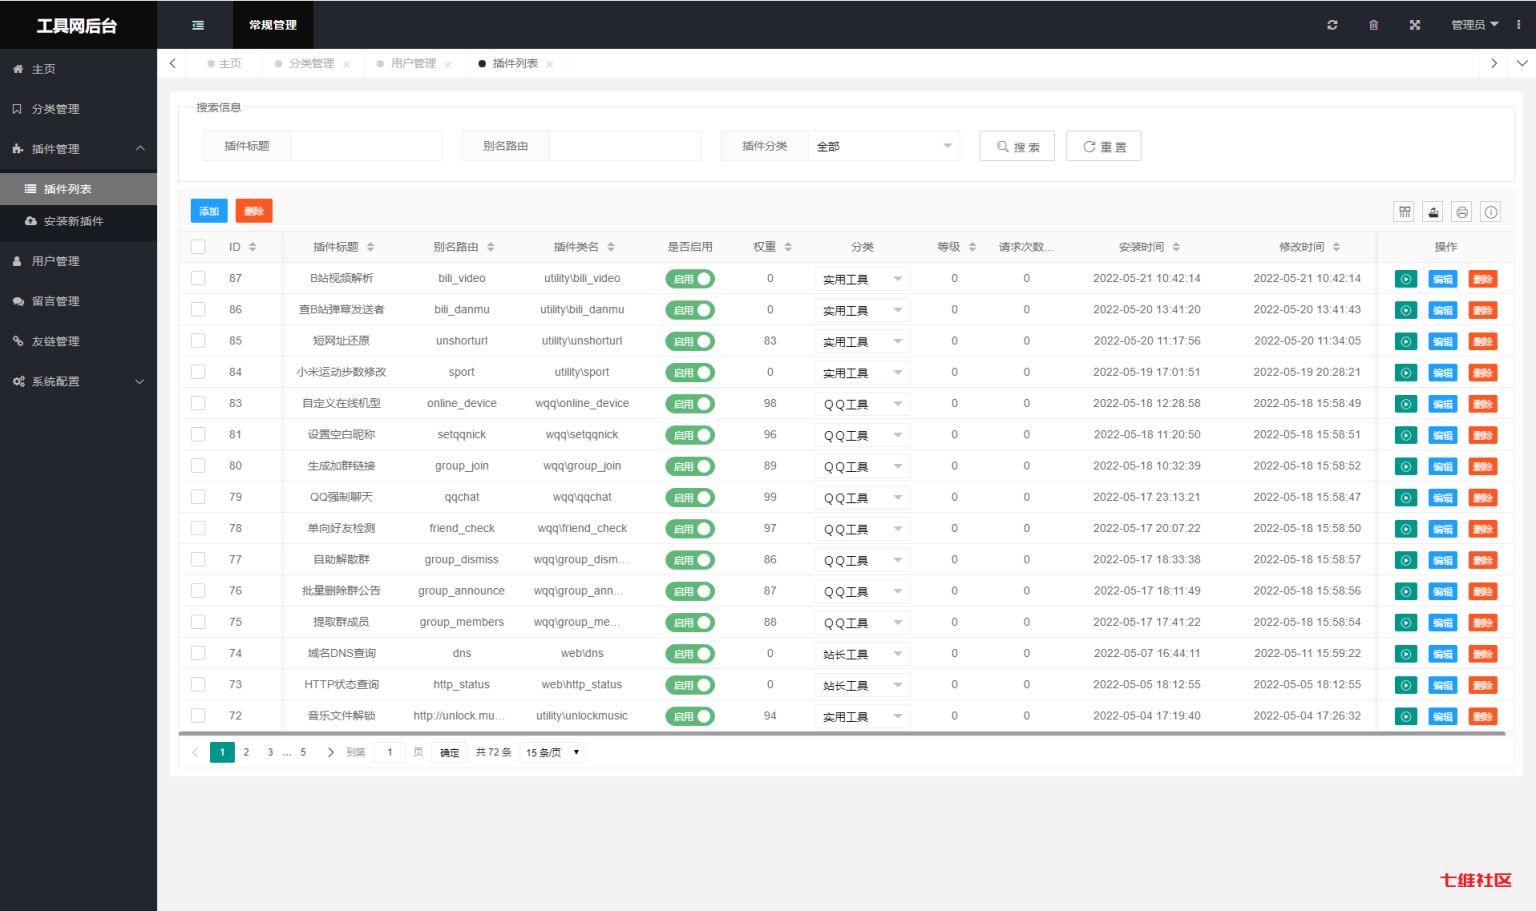 工具网后台
常规管理
管理员
主页
分类管理
插件管理
插件列表
安装新插件
用户管理
留言管理
友链管理
系统配置
主页 分类管理 用户管理 插件列表
搜索信息
插件标题 别名路由 插件分类 全部 搜 索 重 置
添加 删除
ID 插件标题 别名路由 插件类名 是否启用 权重 分类 等级 请求次数... 安装时间 修改时间 操作
87 B站视频解析 bili_video utility\bili_video 启用 0 实用工具 0 0 2022-05-21 10:42:14 2022-05-21 10:42:14 编辑 删除
86 查B站弹幕发送者 bili_danmu utility\bili_danmu 启用 0 实用工具 0 0 2022-05-20 13:41:20 2022-05-20 13:41:43 编辑 删除
85 短网址还原 unshorturl utility\unshorturl 启用 83 实用工具 0 0 2022-05-20 11:17:56 2022-05-20 11:34:05 编辑 删除
84 小米运动步数修改 sport utility\sport 启用 0 实用工具 0 0 2022-05-19 17:01:51 2022-05-19 20:28:21 编辑 删除
83 自定义在线机型 online_device wqq\online_device 启用 98 QQ工具 0 0 2022-05-18 12:28:58 2022-05-18 15:58:49 编辑 删除
81 设置空白昵称 setqqnick wqq\setqqnick 启用 96 QQ工具 0 0 2022-05-18 11:20:50 2022-05-18 15:58:51 编辑 删除
80 生成加群链接 group_join wqq\group_join 启用 89 QQ工具 0 0 2022-05-18 10:32:39 2022-05-18 15:58:52 编辑 删除
79 QQ强制聊天 qqchat wqq\qqchat 启用 99 QQ工具 0 0 2022-05-17 23:13:21 2022-05-18 15:58:47 编辑 删除
78 单向好友检测 friend_check wqq\friend_check 启用 97 QQ工具 0 0 2022-05-17 20:07:22 2022-05-18 15:58:50 编辑 删除
77 自助解散群 group_dismiss wqq\group_dism... 启用 86 QQ工具 0 0 2022-05-17 18:33:38 2022-05-18 15:58:57 编辑 删除
76 批量删除群公告 group_announce wqq\group_ann... 启用 87 QQ工具 0 0 2022-05-17 18:11:49 2022-05-18 15:58:56 编辑 删除
75 提取群成员 group_members wqq\group_me... 启用 88 QQ工具 0 0 2022-05-17 17:41:22 2022-05-18 15:58:54 编辑 删除
74 域名DNS查询 dns web\dns 启用 0 站长工具 0 0 2022-05-07 16:44:11 2022-05-11 15:59:22 编辑 删除
73 HTTP状态查询 http_status web\http_status 启用 0 站长工具 0 0 2022-05-05 18:12:55 2022-05-05 18:12:55 编辑 删除
72 音乐文件解锁 http://unlock.mu... utility\unlockmusic 启用 94 实用工具 0 0 2022-05-04 17:19:40 2022-05-04 17:26:32 编辑 删除
1 2 3 ... 5 到第 1 页 确定 共 72 条 15 条/页
七维社区